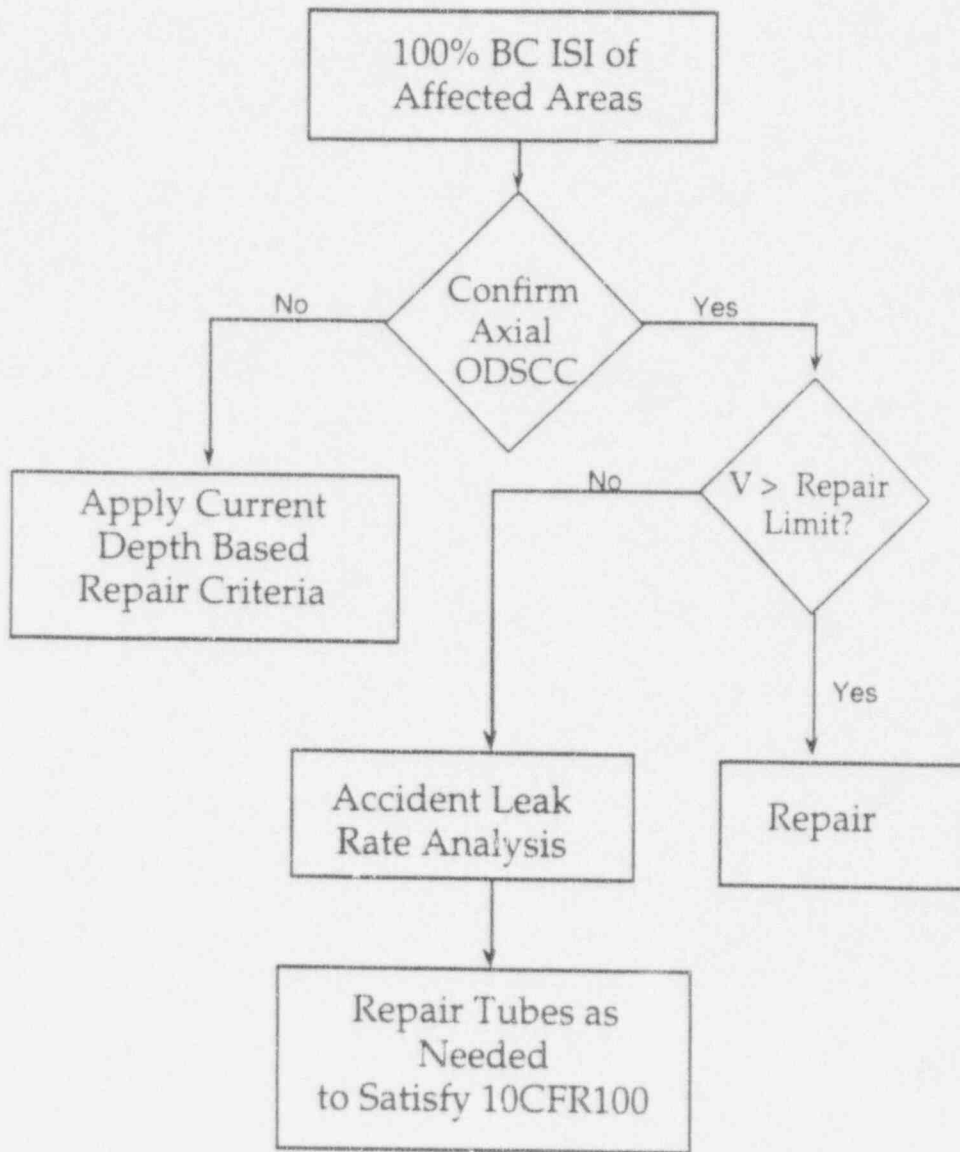 100% BC ISI of
Affected Areas
Confirm
Axial
ODSCC
No
Yes
Apply Current
Depth Based
Repair Criteria
V > Repair
Limit?
No
Yes
Accident Leak
Rate Analysis
Repair
Repair Tubes as
Needed
to Satisfy 10CFR100